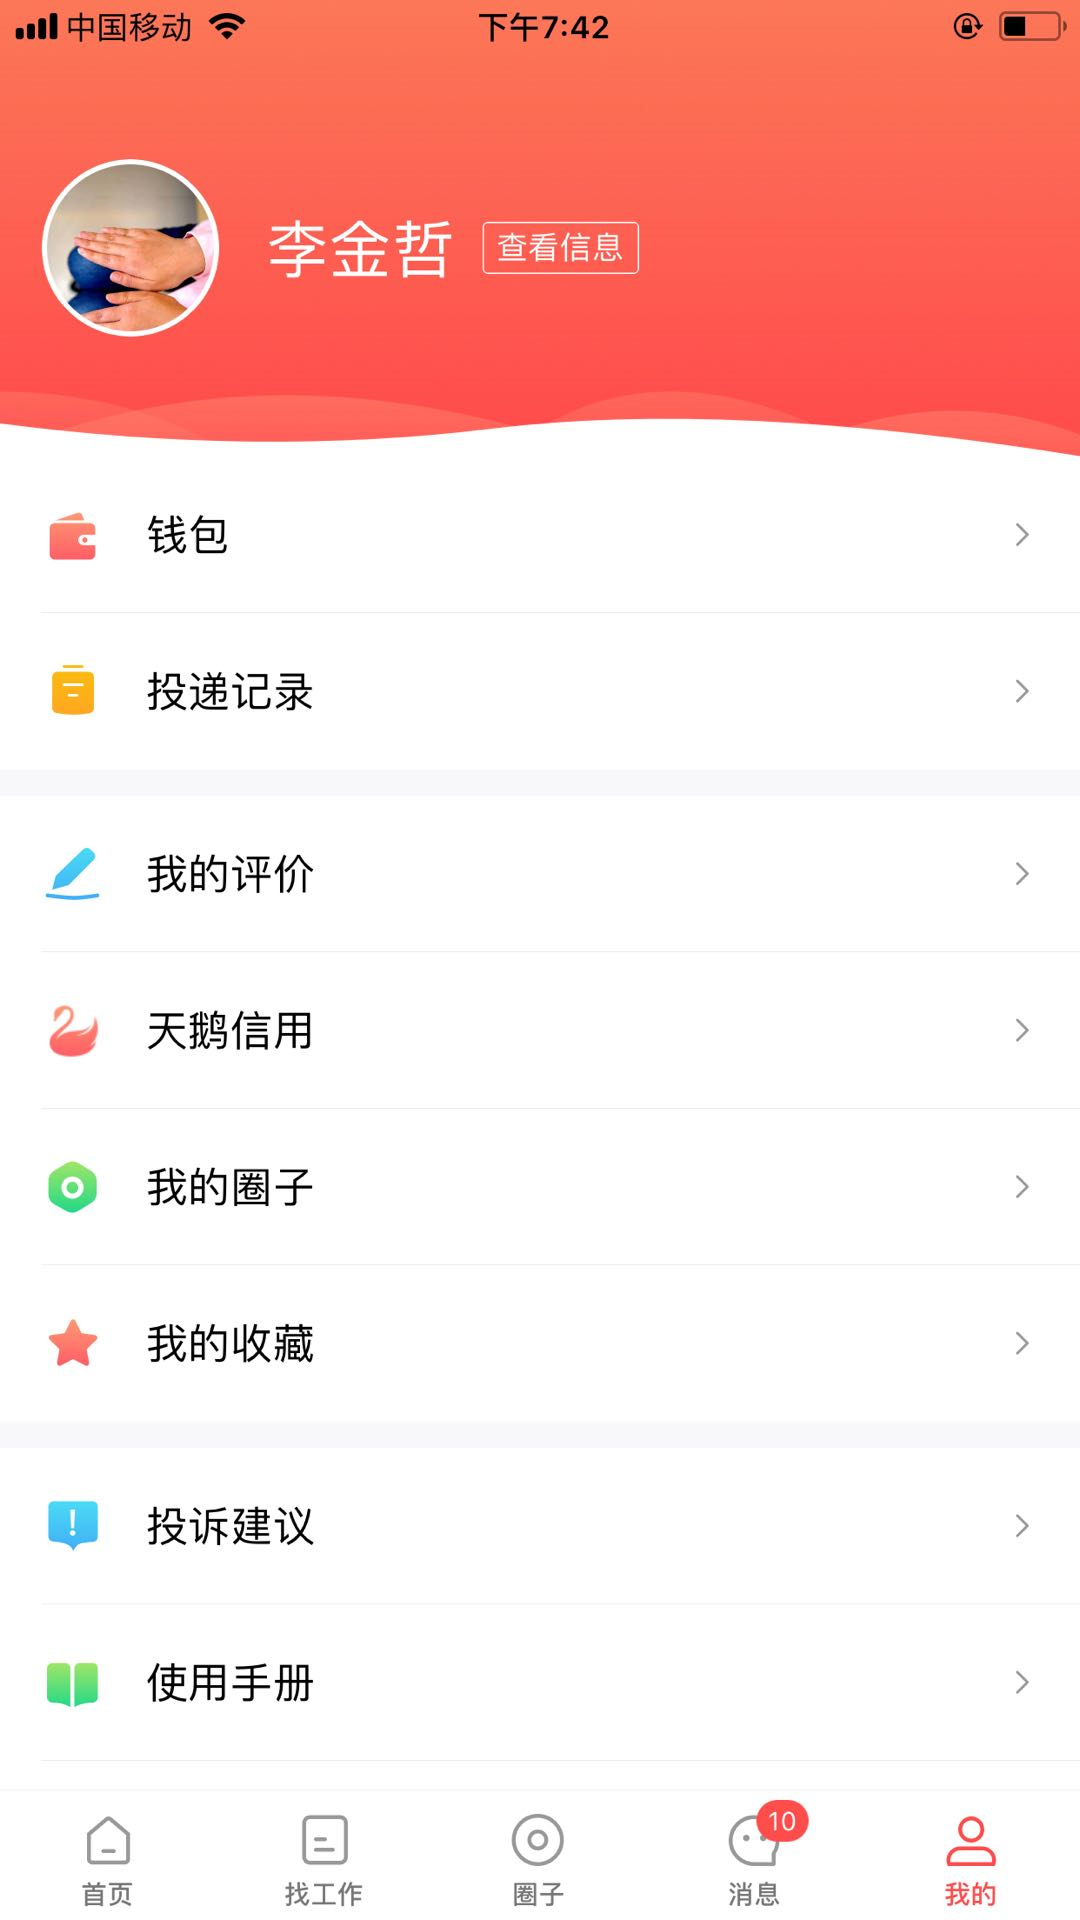 中国移动 下午7:42
李金哲 查看信息
钱包
投递记录
我的评价
天鹅信用
我的圈子
我的收藏
投诉建议
使用手册
10
首页 找工作 圈子 消息 我的